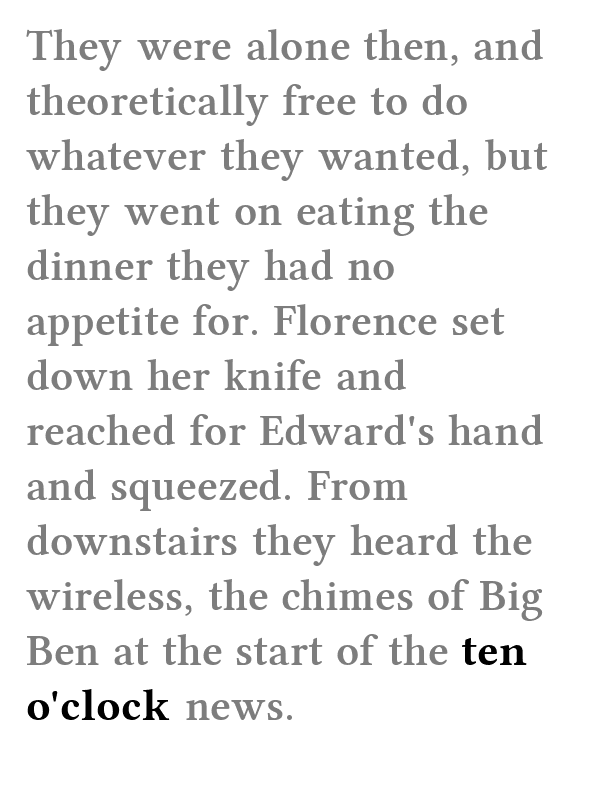 They were alone then, and
theoretically free to do
whatever they wanted, but
they went on eating the
dinner they had no
appetite for. Florence set
down her knife and
reached for Edward's hand
and squeezed. From
downstairs they heard the
wireless, the chimes of Big
Ben at the start of the ten
o'clock news.